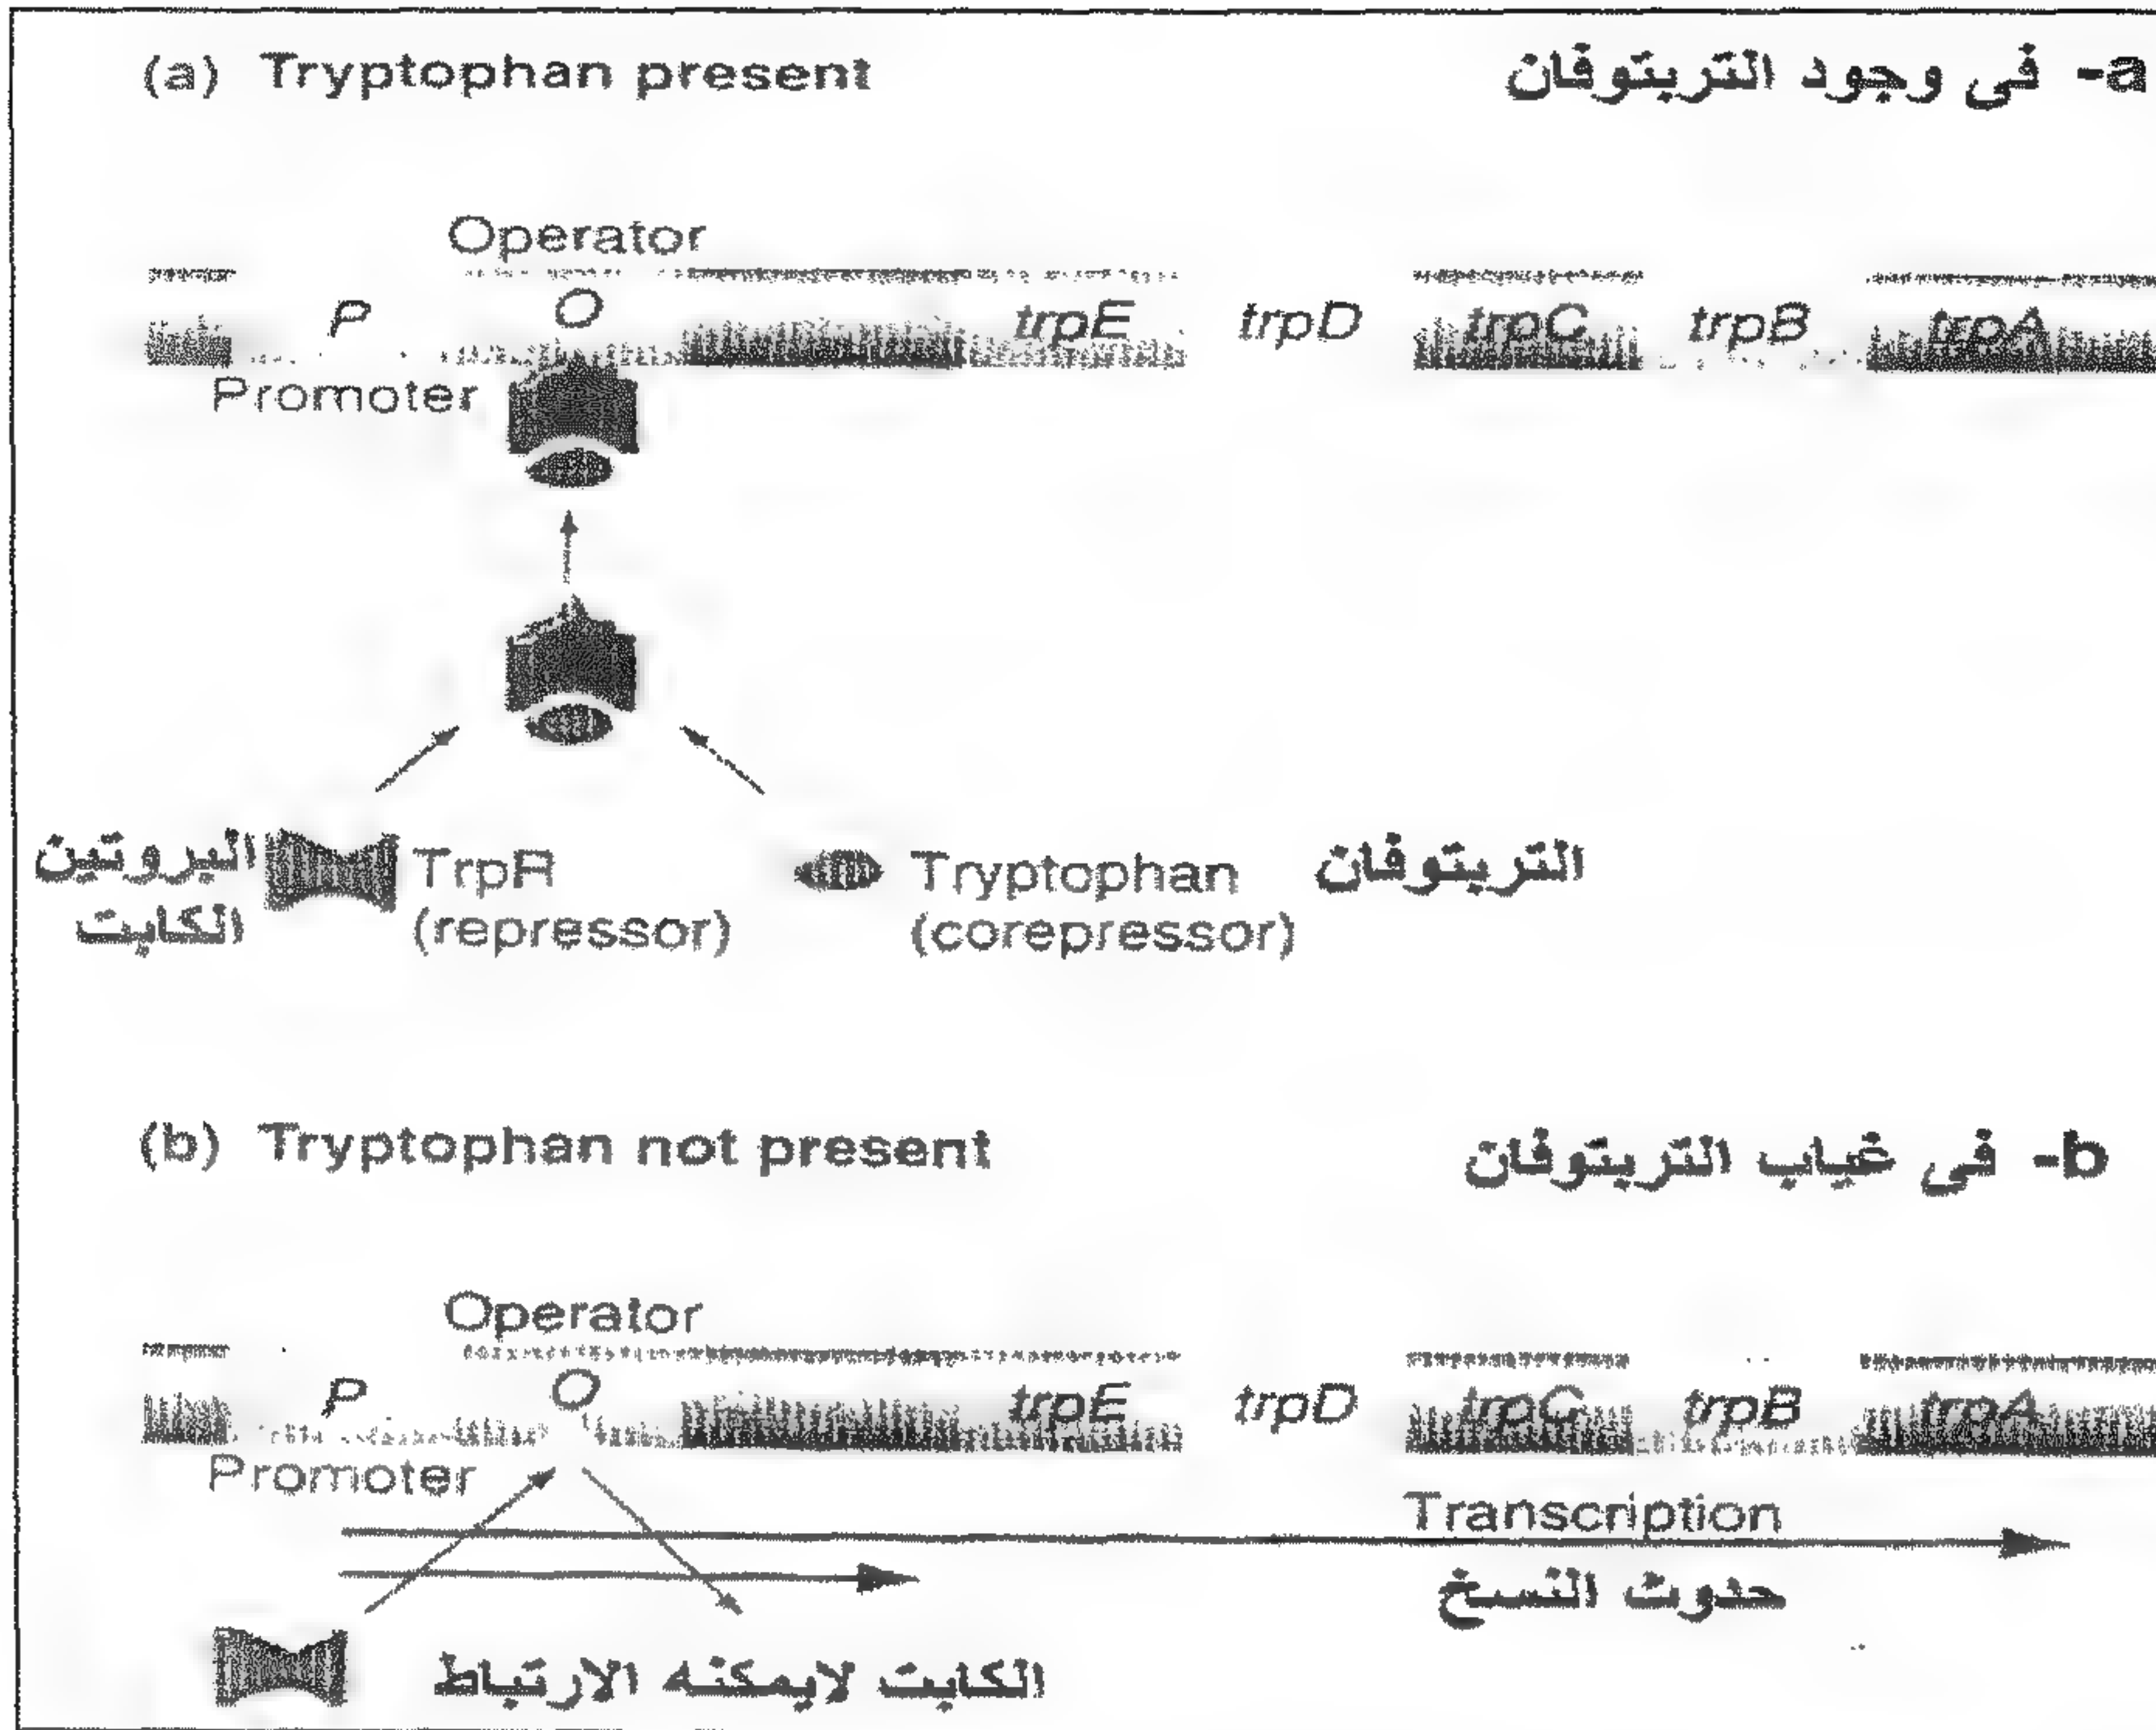 (a) Tryptophan present
a- فى وجود التربتوفان
Operator
P O trpE trpD trpC trpB trpA
Promoter
البروتين
الكابت
TrpR
(repressor)
Tryptophan
(corepressor)
التربتوفان
(b) Tryptophan not present
b- فى غياب التربتوفان
Operator
P O trpE trpD trpC trpB trpA
Promoter
Transcription
حدوث النسخ
الكابت لايمكنه الارتباط